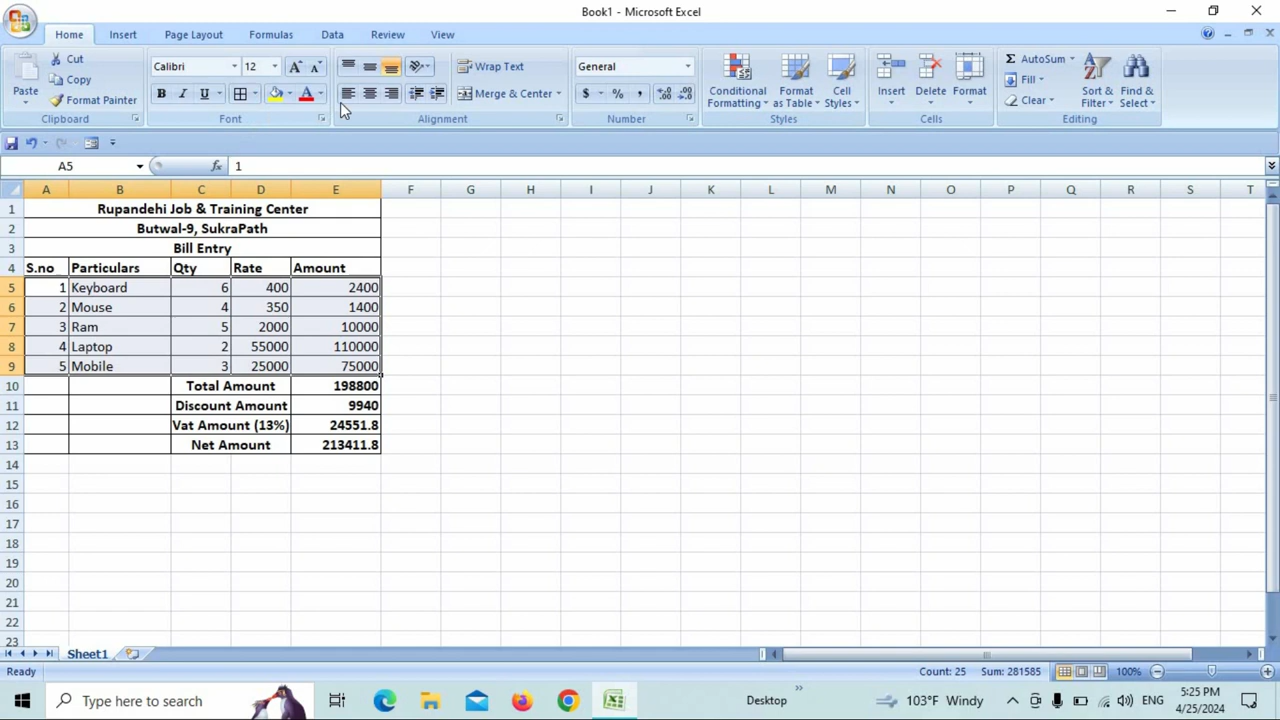 Book1 - Microsoft Excel
Home Insert Page Layout Formulas Data Review View
Paste Cut Calibri 12 Wrap Text General Conditional Formatting Format as Table Cell Styles Insert Delete Format AutoSum Sort & Filter Find & Select
Copy Fill
Format Painter B I U Merge & Center $ % , Clear
Clipboard Font Alignment Number Styles Cells Editing
A5 fx 1
A B C D E F G H I J K L M N O P Q R S T
1 Rupandehi Job & Training Center
2 Butwal-9, SukraPath
3 Bill Entry
4 S.no Particulars Qty Rate Amount
5 1 Keyboard 6 400 2400
6 2 Mouse 4 350 1400
7 3 Ram 5 2000 10000
8 4 Laptop 2 55000 110000
9 5 Mobile 3 25000 75000
10 Total Amount 198800
11 Discount Amount 9940
12 Vat Amount (13%) 24551.8
13 Net Amount 213411.8
14
15
16
17
18
19
20
21
22
23
Sheet1
Ready Count: 25 Sum: 281585 100%
Type here to search Desktop 103°F Windy ENG 5:25 PM
4/25/2024